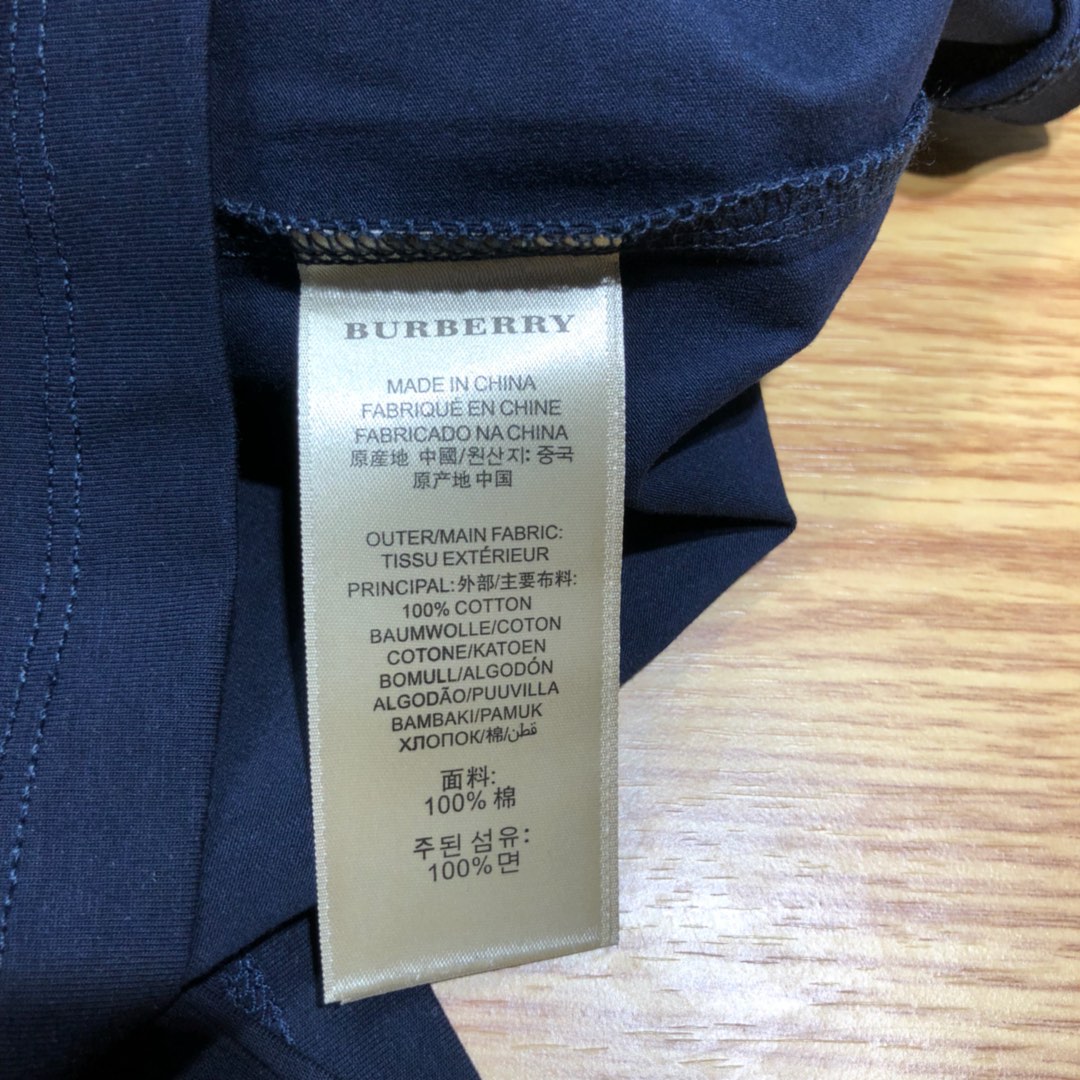 BURBERRY
MADE IN CHINA
FABRIQUÉ EN CHINE
FABRICADO NA CHINA
原産地 中國/원산지: 중국
原产地 中国
OUTER/MAIN FABRIC:
TISSU EXTÉRIEUR
PRINCIPAL:外部/主要布料:
100% COTTON
BAUMWOLLE/COTON
COTONE/KATOEN
BOMULL/ALGODÓN
ALGODÃO/PUUVILLA
BAMBAKI/PAMUK
ХЛОПОК/棉/قطن
面料:
100% 棉
주된 섬유:
100% 면